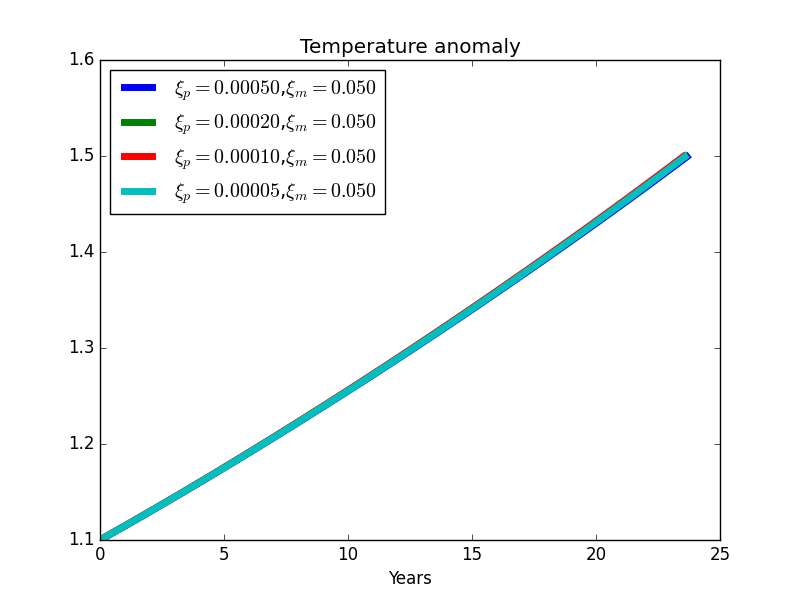 Temperature anomaly
1.6
ξₚ = 0.00050,ξₘ = 0.050
ξₚ = 0.00020,ξₘ = 0.050
ξₚ = 0.00010,ξₘ = 0.050
ξₚ = 0.00005,ξₘ = 0.050
1.5
1.4
1.3
1.2
1.1
0 5 10 15 20 25
Years